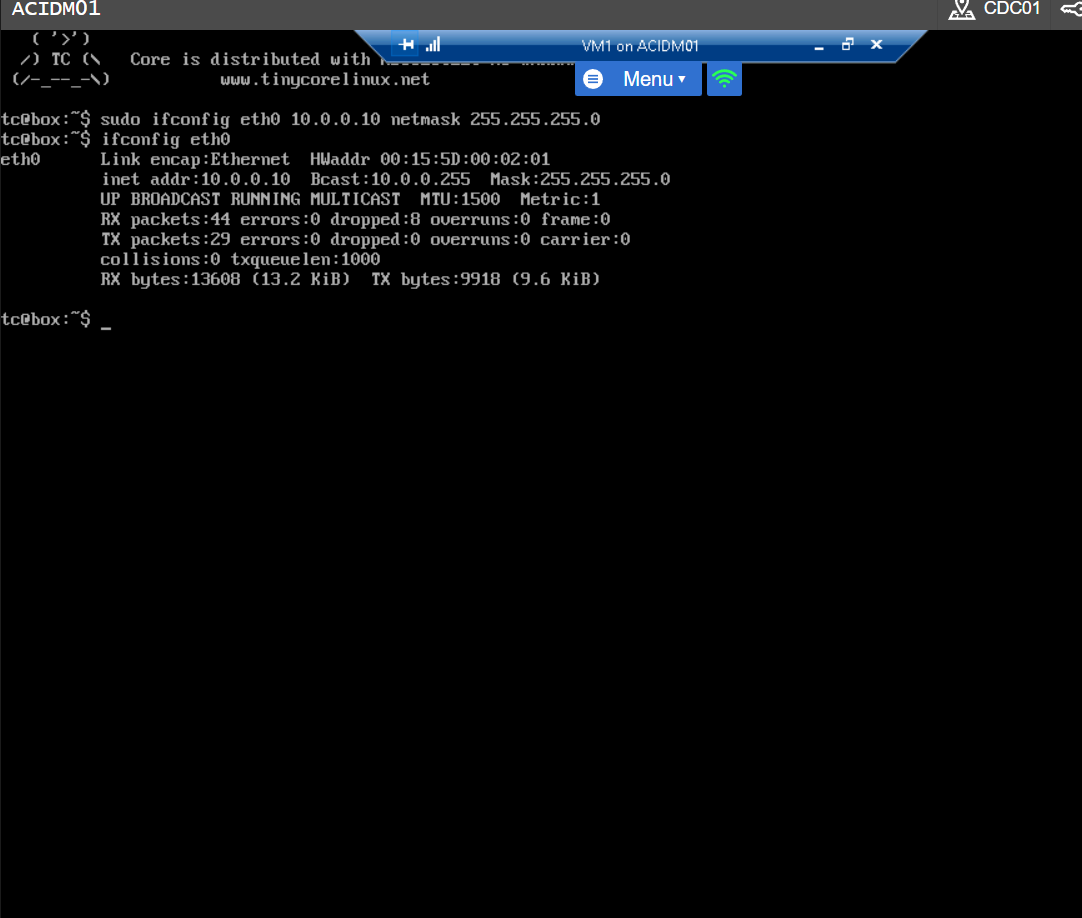 ACIDM01
CDC01
VM1 on ACIDM01
Menu
( '>')
/) TC (\   Core is distributed with
(/-_--_-\)           www.tinycorelinux.net
tc@box:~$ sudo ifconfig eth0 10.0.0.10 netmask 255.255.255.0
tc@box:~$ ifconfig eth0
eth0      Link encap:Ethernet  HWaddr 00:15:5D:00:02:01
          inet addr:10.0.0.10  Bcast:10.0.0.255  Mask:255.255.255.0
          UP BROADCAST RUNNING MULTICAST  MTU:1500  Metric:1
          RX packets:44 errors:0 dropped:8 overruns:0 frame:0
          TX packets:29 errors:0 dropped:0 overruns:0 carrier:0
          collisions:0 txqueuelen:1000
          RX bytes:13608 (13.2 KiB)  TX bytes:9918 (9.6 KiB)
tc@box:~$ _